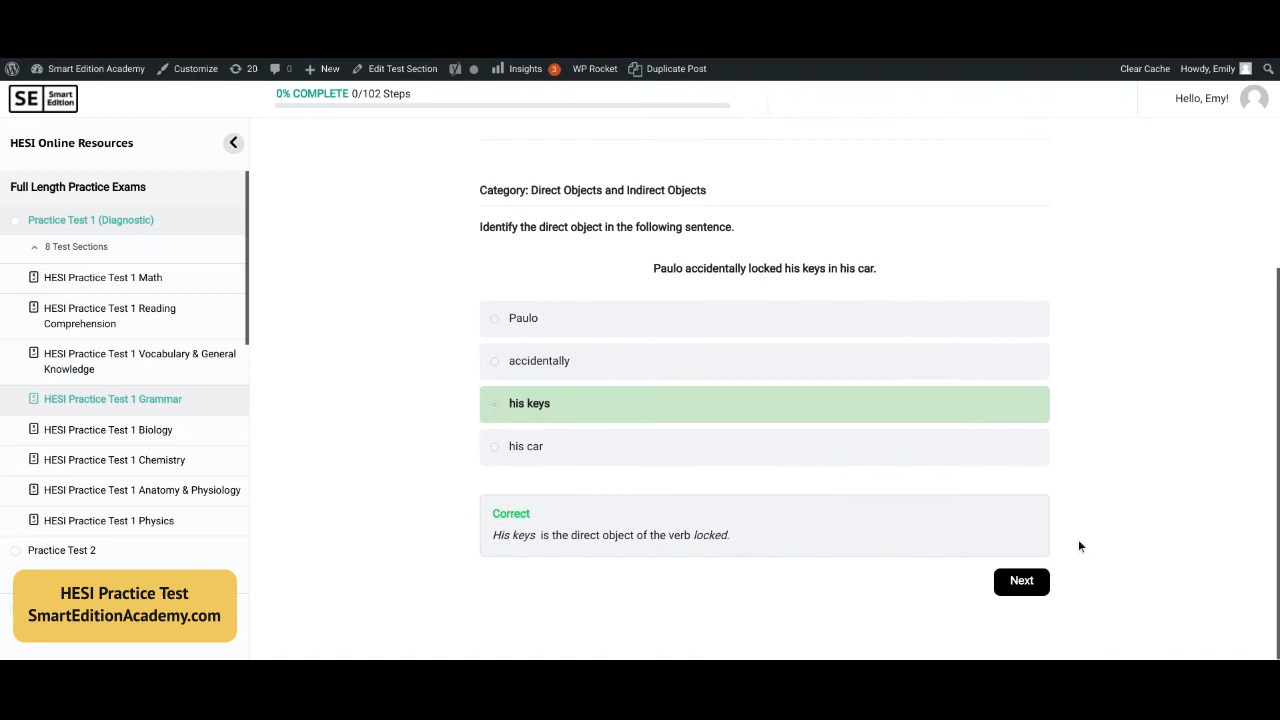 Smart Edition Academy Customize 20 0 New Edit Test Section Insights 3 WP Rocket Duplicate Post Clear Cache Howdy, Emily
SE Smart Edition
0% COMPLETE 0/102 Steps
Hello, Emy!
HESI Online Resources
Full Length Practice Exams
Practice Test 1 (Diagnostic)
8 Test Sections
HESI Practice Test 1 Math
HESI Practice Test 1 Reading
Comprehension
HESI Practice Test 1 Vocabulary & General
Knowledge
HESI Practice Test 1 Grammar
HESI Practice Test 1 Biology
HESI Practice Test 1 Chemistry
HESI Practice Test 1 Anatomy & Physiology
HESI Practice Test 1 Physics
Practice Test 2
HESI Practice Test
SmartEditionAcademy.com
Category: Direct Objects and Indirect Objects
Identify the direct object in the following sentence.
Paulo accidentally locked his keys in his car.
Paulo
accidentally
his keys
his car
Correct
His keys is the direct object of the verb locked.
Next